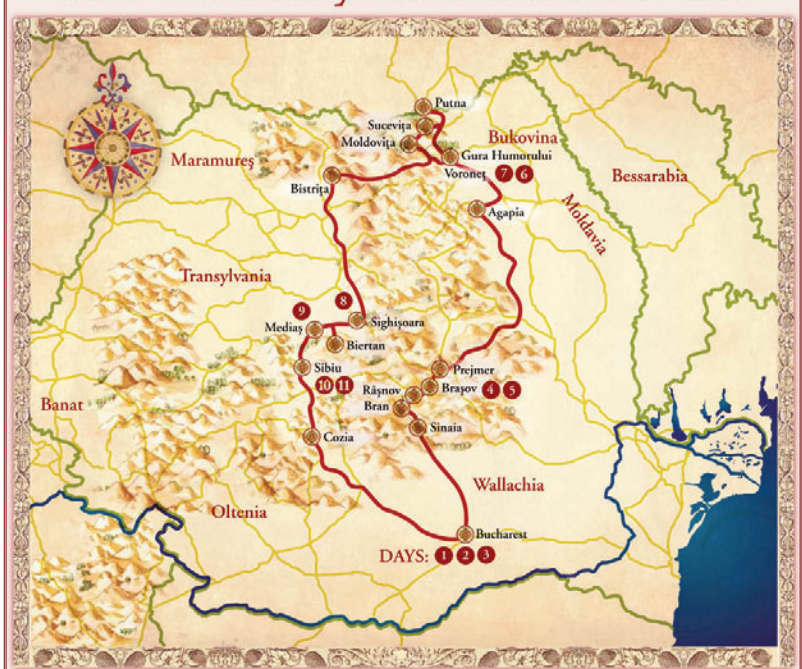 Putna
Sucevița
Moldovița
Bukovina
Gura Humorului
Maramureș
Voroneț 7 6
Bessarabia
Bistrița
Agapia
Moldavia
Transylvania
9
8
Mediaș
Sighișoara
Biertan
Sibiu
Prejmer
10 11
Râșnov
Brașov 4 5
Banat
Bran
Sinaia
Cozia
Wallachia
Oltenia
Bucharest
DAYS: 1 2 3